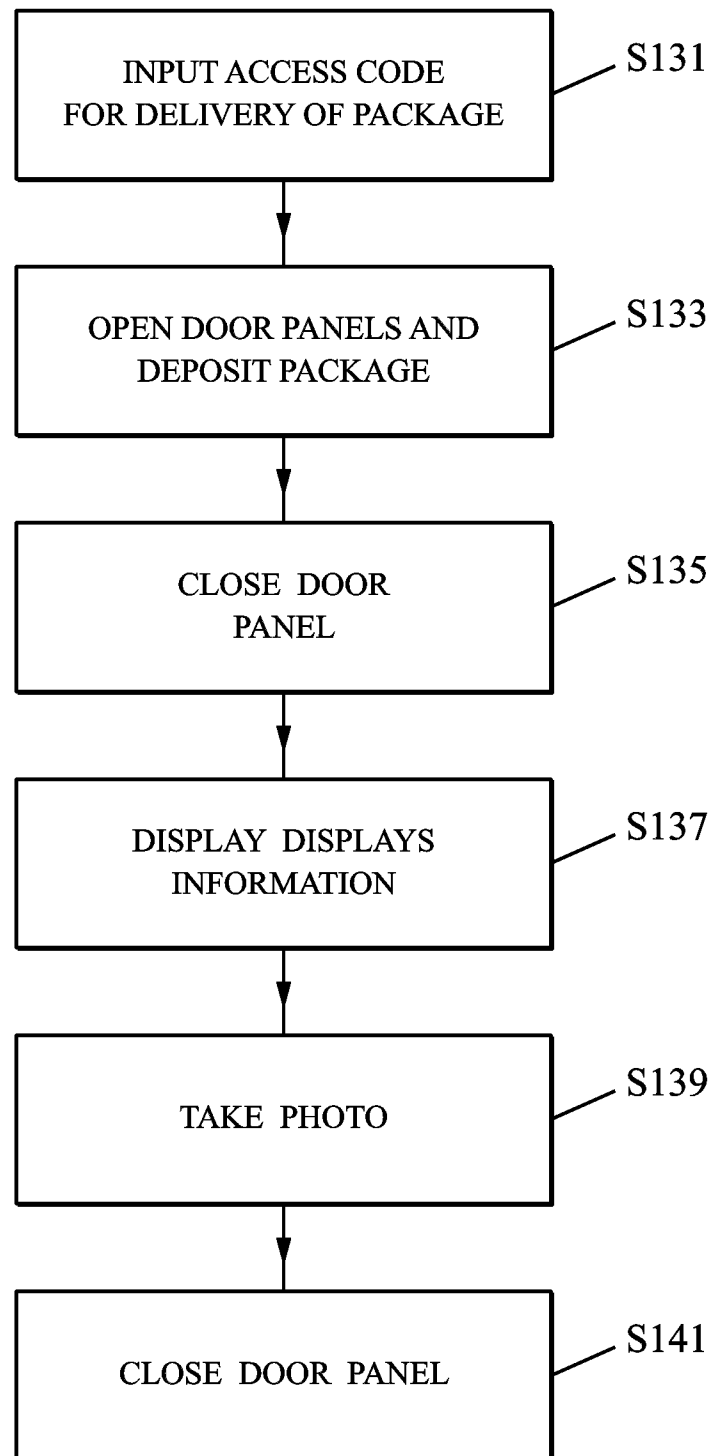 INPUT ACCESS CODE
FOR DELIVERY OF PACKAGE
S131
OPEN DOOR PANELS AND
DEPOSIT PACKAGE
S133
CLOSE DOOR
PANEL
S135
DISPLAY DISPLAYS
INFORMATION
S137
TAKE PHOTO
S139
CLOSE DOOR PANEL
S141